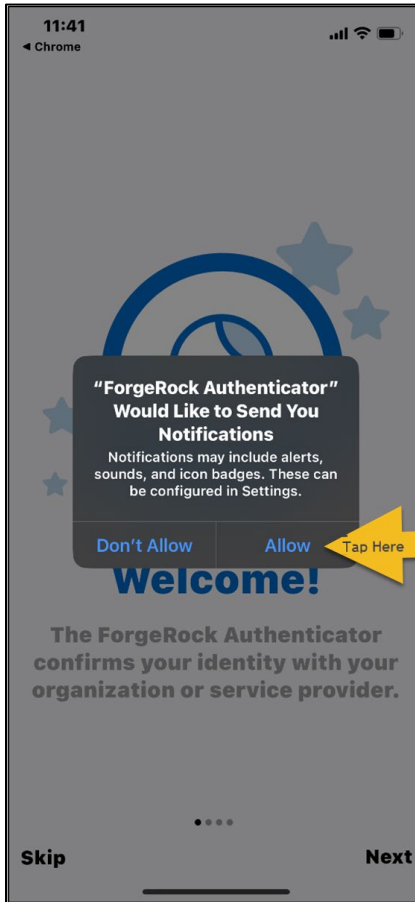 11:41
◀ Chrome
“ForgeRock Authenticator”
Would Like to Send You
Notifications
Notifications may include alerts,
sounds, and icon badges. These can
be configured in Settings.
Don’t Allow Allow Tap Here
Welcome!
The ForgeRock Authenticator
confirms your identity with your
organization or service provider.
Skip Next